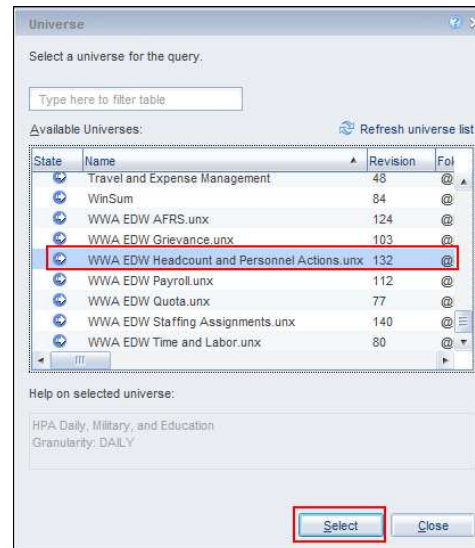 Universe
Select a universe for the query.
Type here to filter table
Available Universes: Refresh universe list
State Name Revision Fol
Travel and Expense Management 48 @
WinSum 84 @
WWA EDW AFRS.unx 124 @
WWA EDW Grievance.unx 103 @
WWA EDW Headcount and Personnel Actions.unx 132 @
WWA EDW Payroll.unx 112 @
WWA EDW Quota.unx 77 @
WWA EDW Staffing Assignments.unx 140 @
WWA EDW Time and Labor.unx 80 @
Help on selected universe:
HPA Daily, Military, and Education
Granularity: DAILY
Select Close